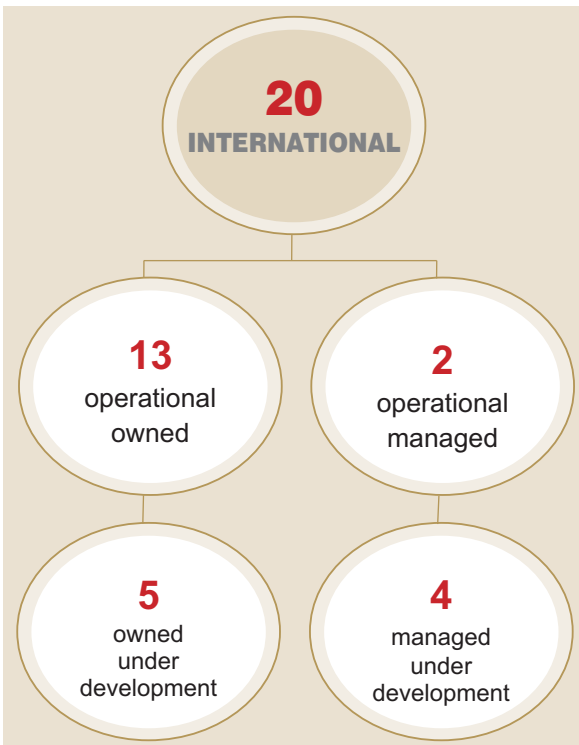 20
INTERNATIONAL
13
operational
owned
2
operational
managed
5
owned
under
development
4
managed
under
development